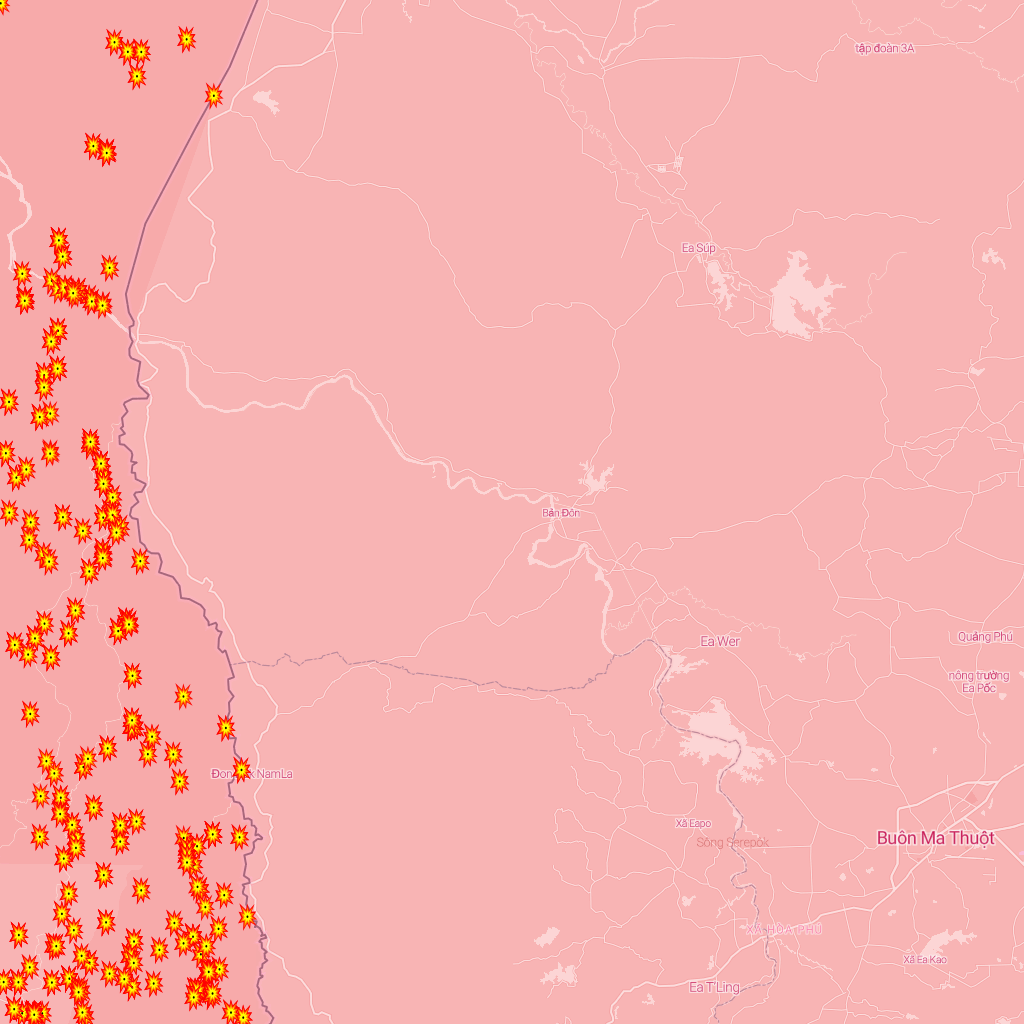 tập đoàn 3A
Ea Súp
Bản Đôn
Ea Wer
Quảng Phú
nông trường
Ea Pốc
NamLa
Xã Eapo
Sông Serepôk
Buôn Ma Thuột
XÃ HÒA PHÚ
Xã Ea Kao
Ea T'Ling